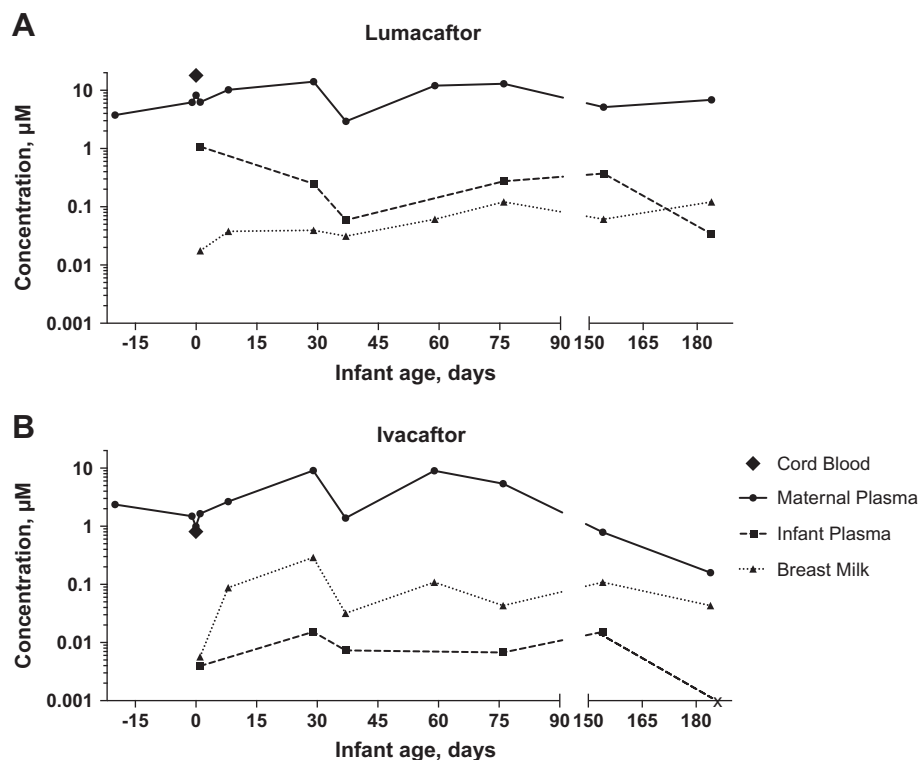 A
Lumacaftor
Concentration, µM
10
1
0.1
0.01
0.001
-15 0 15 30 45 60 75 90 150 165 180
Infant age, days
B
Ivacaftor
Concentration, µM
10
1
0.1
0.01
0.001
x
-15 0 15 30 45 60 75 90 150 165 180
Infant age, days
Cord Blood
Maternal Plasma
Infant Plasma
Breast Milk